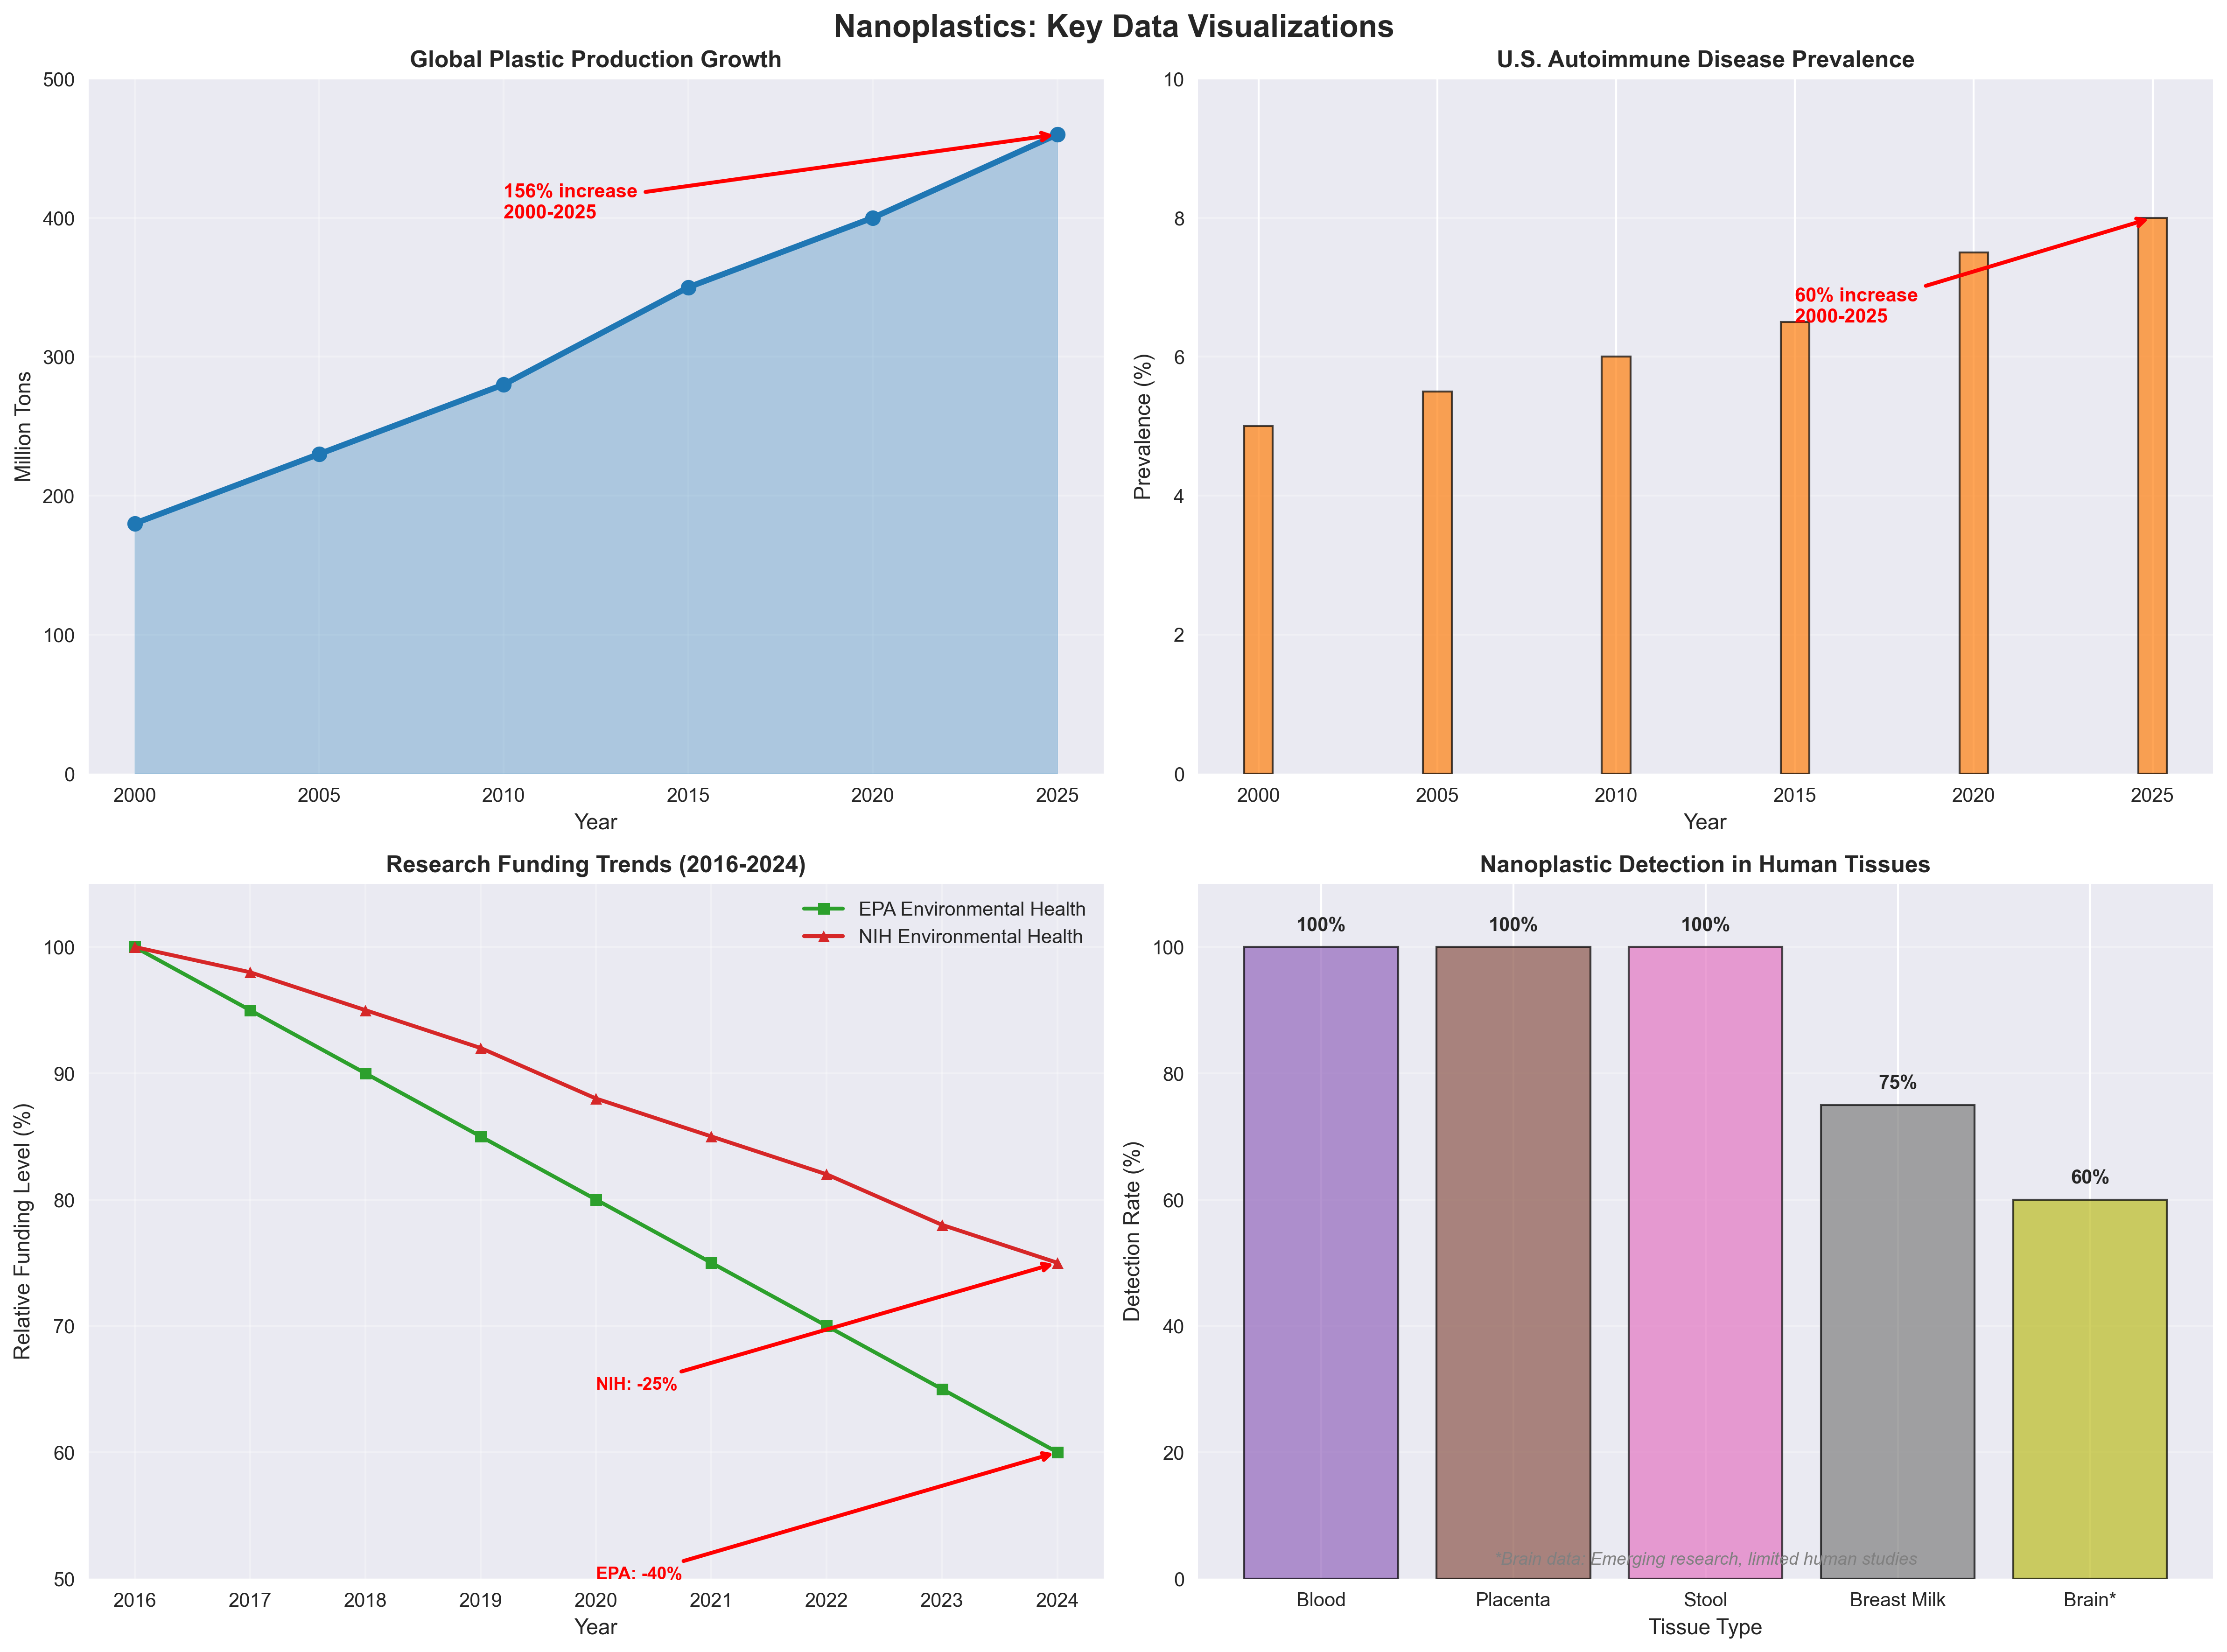 Nanoplastics: Key Data Visualizations
Global Plastic Production Growth
500
400
300
200
100
0
Million Tons
156% increase
2000-2025
2000 2005 2010 2015 2020 2025
Year
U.S. Autoimmune Disease Prevalence
10
8
6
4
2
0
Prevalence (%)
60% increase
2000-2025
2000 2005 2010 2015 2020 2025
Year
Research Funding Trends (2016-2024)
EPA Environmental Health
NIH Environmental Health
100
90
80
70
60
50
Relative Funding Level (%)
NIH: -25%
EPA: -40%
2016 2017 2018 2019 2020 2021 2022 2023 2024
Year
Nanoplastic Detection in Human Tissues
100% 100% 100%
75%
60%
100
80
60
40
20
0
Detection Rate (%)
*Brain data: Emerging research, limited human studies
Blood Placenta Stool Breast Milk Brain*
Tissue Type